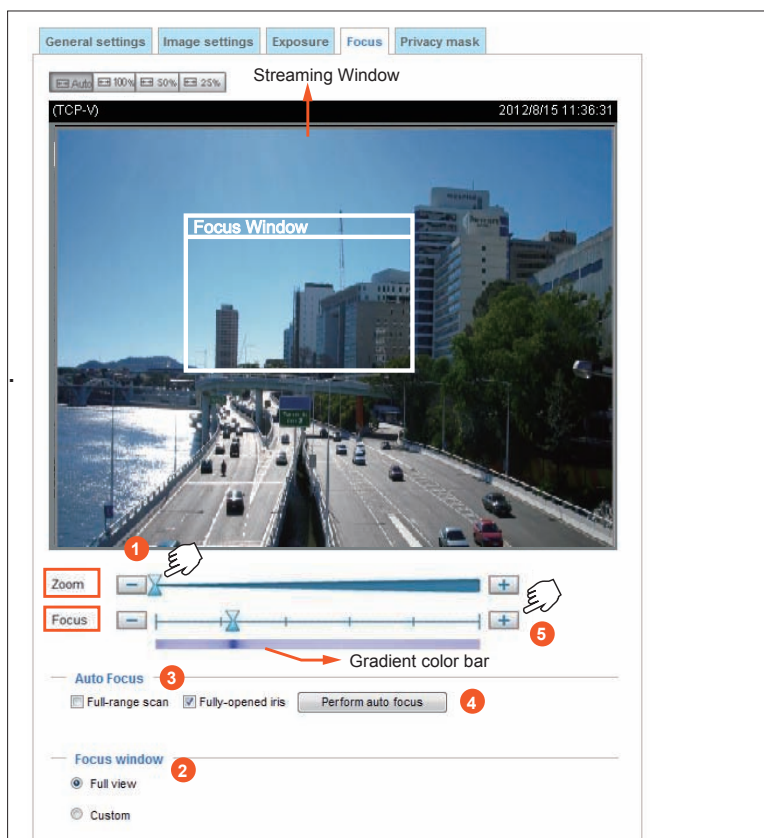 General settings Image settings Exposure Focus Privacy mask
Auto 100% 50% 25%
Streaming Window
(TCP-V) 2012/8/15 11:36:31
Focus Window
1
Zoom
Focus
5
Gradient color bar
Auto Focus 3
Full-range scan Fully-opened iris Perform auto focus 4
Focus window 2
Full view
Custom